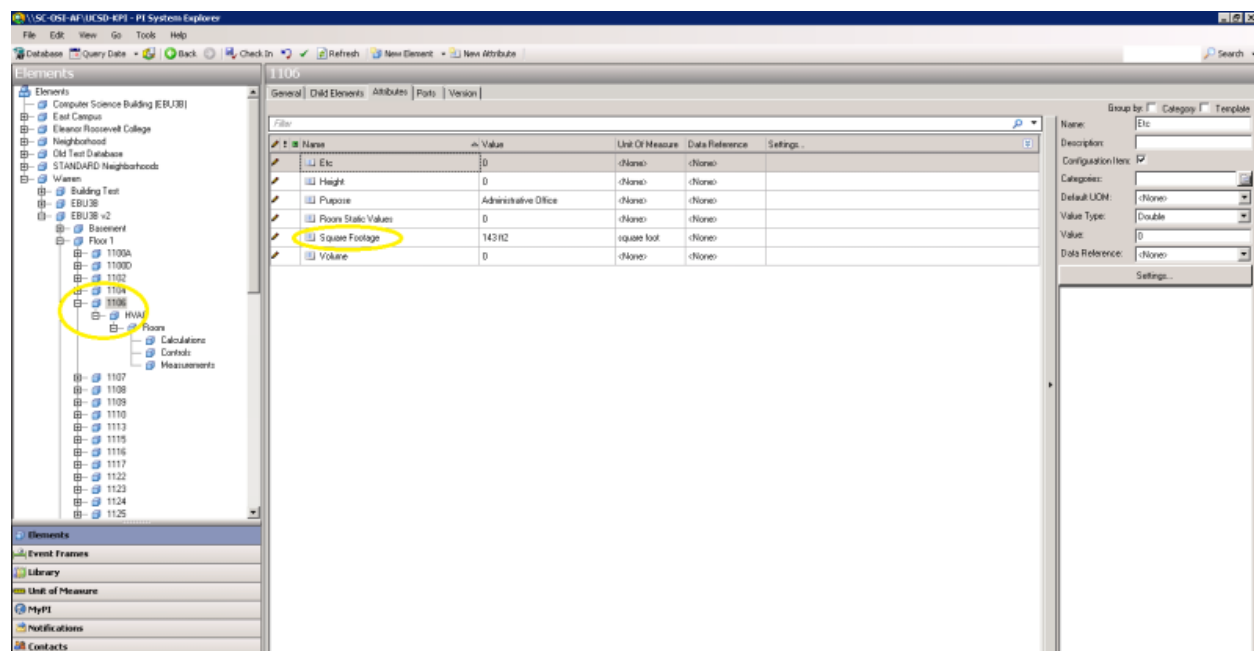 \\SC-OSI-AF\UCSD-KPI - PI System Explorer
File Edit View Go Tools Help
Database Query Date Back Check In Refresh New Element New Attribute Search
Elements
1106
Elements
Computer Science Building (EBU3B)
East Campus
Eleanor Roosevelt College
Neighborhood
Old Test Database
STANDARD Neighborhoods
Warren
Building Test
EBU3B
EBU3B v2
Basement
Floor 1
1100A
1100D
1102
1104
1106
HVAC
Room
Calculations
Controls
Measurements
1107
1108
1109
1110
1113
1115
1116
1117
1122
1123
1124
1125
Elements
Event Frames
Library
Unit of Measure
MyPI
Notifications
Contacts
General Child Elements Attributes Ports Version
Group by: Category Template
Filter
Name Value Unit Of Measure Data Reference Settings...
Etc 0 <None> <None>
Height 0 <None> <None>
Purpose Administrative Office <None> <None>
Room Static Values 0 <None> <None>
Square Footage 143 ft2 square foot <None>
Volume 0 <None> <None>
Name: Etc
Description:
Configuration Item:
Categories:
Default UOM: <None>
Value Type: Double
Value: 0
Data Reference: <None>
Settings...